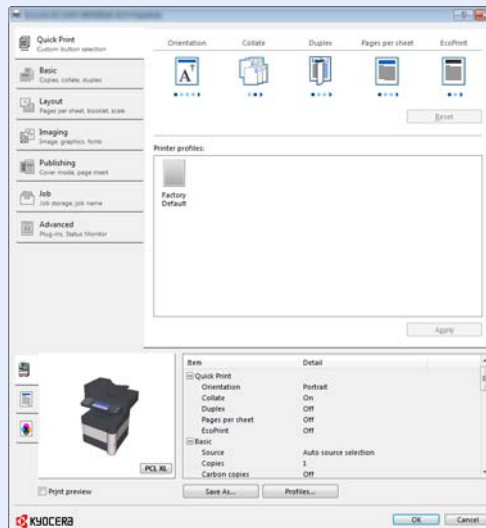 Quick Print
Custom button selection
Basic
Copies, collate, duplex
Layout
Pages per sheet, booklet, scale
Imaging
Image, graphics, fonts
Publishing
Cover mode, page insert
Job
Job storage, job name
Advanced
Plug-ins, Status Monitor
Orientation Collate Duplex Pages per sheet EcoPrint
A
Reset
Printer profiles:
Factory
Default
Apply
Item Detail
Quick Print
Orientation Portrait
Collate On
Duplex Off
Pages per sheet Off
EcoPrint Off
Basic
Source Auto source selection
Copies 1
Carbon copies Off
PCL XL
Print preview
Save As... Profiles...
KYOCERA
OK Cancel